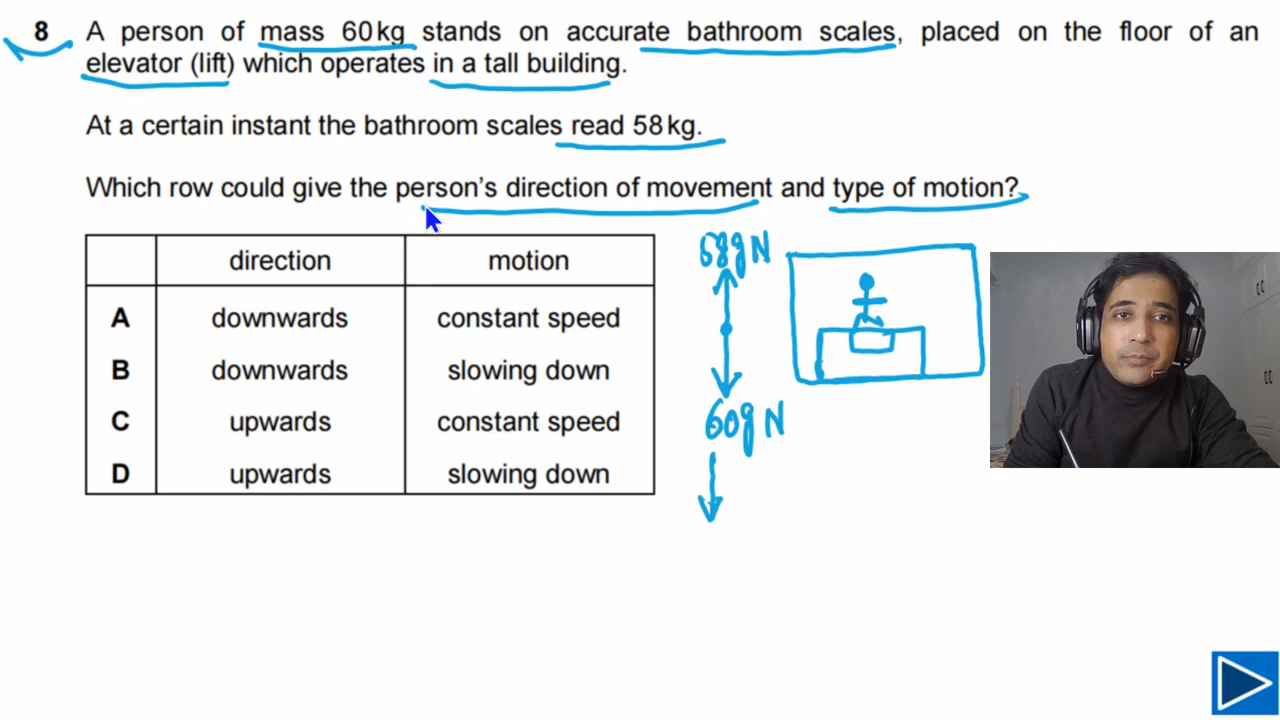 8 A person of mass 60 kg stands on accurate bathroom scales, placed on the floor of an
elevator (lift) which operates in a tall building.
At a certain instant the bathroom scales read 58 kg.
Which row could give the person's direction of movement and type of motion?
direction motion
A downwards constant speed
B downwards slowing down
C upwards constant speed
D upwards slowing down
58g N
60g N